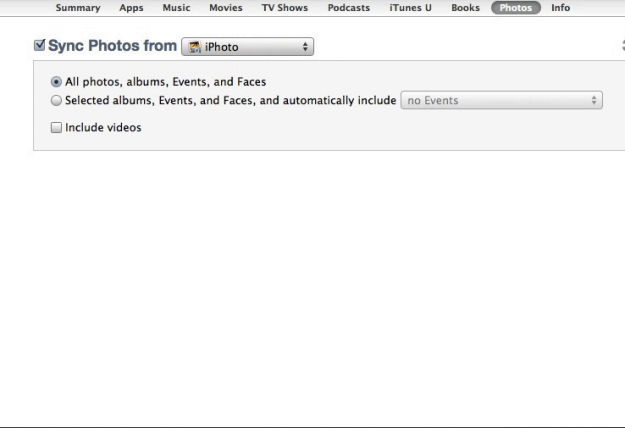 Summary Apps Music Movies TV Shows Podcasts iTunes U Books Photos Info
Sync Photos from iPhoto
All photos, albums, Events, and Faces
Selected albums, Events, and Faces, and automatically include no Events
Include videos